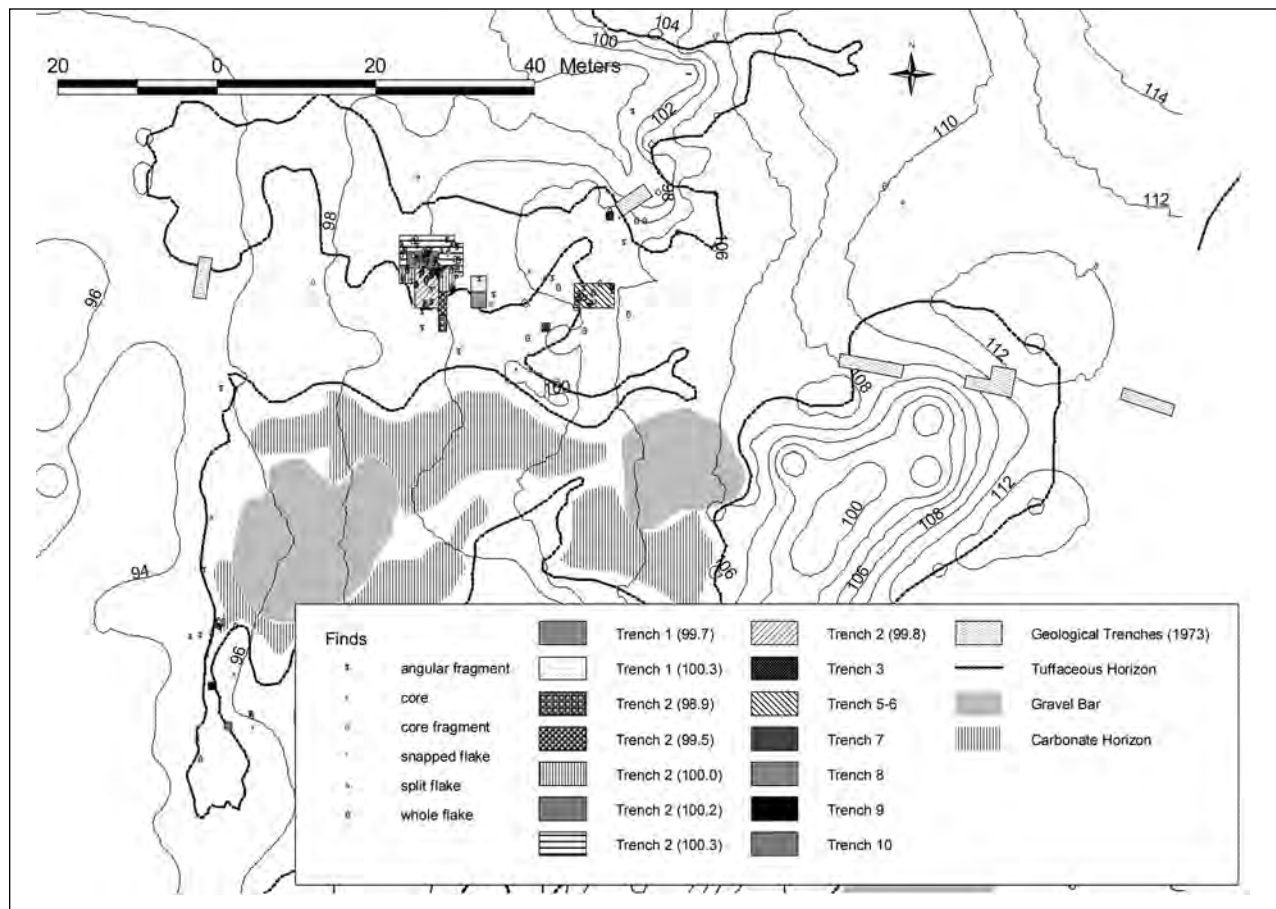 104
100
20 0 20 40 Meters
N
102
114
110
98
112
98
106
96
112
100
108
100
112
108
94
106
106
96
Finds
angular fragment
core
core fragment
snapped flake
split flake
whole flake
Trench 1 (99.7)
Trench 1 (100.3)
Trench 2 (98.9)
Trench 2 (99.5)
Trench 2 (100.0)
Trench 2 (100.2)
Trench 2 (100.3)
Trench 2 (99.8)
Trench 3
Trench 5-6
Trench 7
Trench 8
Trench 9
Trench 10
Geological Trenches (1973)
Tuffaceous Horizon
Gravel Bar
Carbonate Horizon